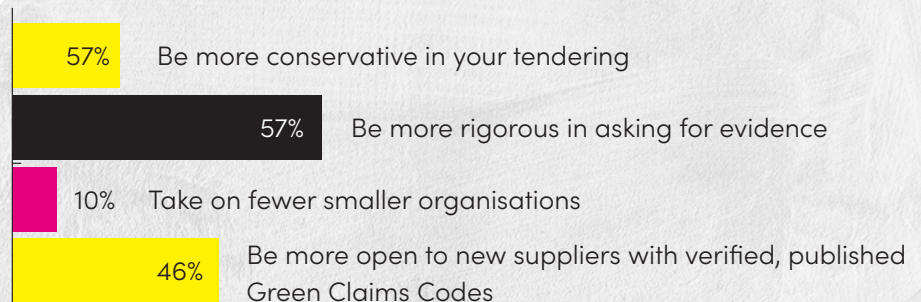 57% Be more conservative in your tendering
57% Be more rigorous in asking for evidence
10% Take on fewer smaller organisations
46% Be more open to new suppliers with verified, published
Green Claims Codes